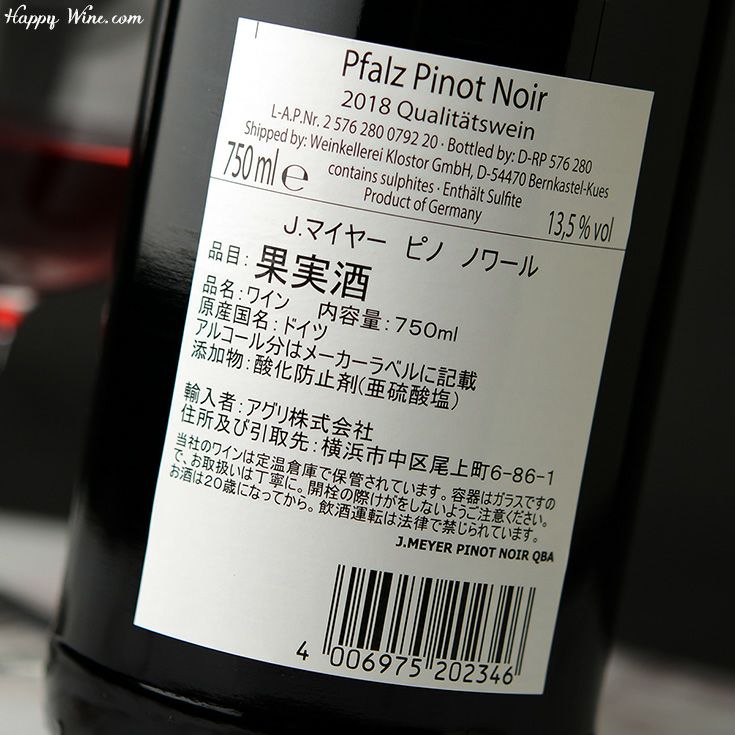 Happy Wine.com
Pfalz Pinot Noir
2018 Qualitätswein
L-A.P.Nr. 2 576 280 0792 20 · Bottled by: D-RP 576 280
Shipped by: Weinkellerei Klostor GmbH, D-54470 Bernkastel-Kues
contains sulphites · Enthält Sulfite
Product of Germany
750 ml ℮
13,5 % vol
J.マイヤー ピノ ノワール
品目:果実酒
品名:ワイン 内容量:750ml
原産国名:ドイツ
アルコール分はメーカーラベルに記載
添加物:酸化防止剤(亜硫酸塩)
輸入者:アグリ株式会社
住所及び引取先:横浜市中区尾上町6-86-1
当社のワインは定温倉庫で保管されています。容器はガラスですの
で、お取扱いは丁寧に。開栓の際けがをしないようご注意ください。
お酒は20歳になってから。飲酒運転は法律で禁じられています。
J.MEYER PINOT NOIR QBA
4 006975 202346